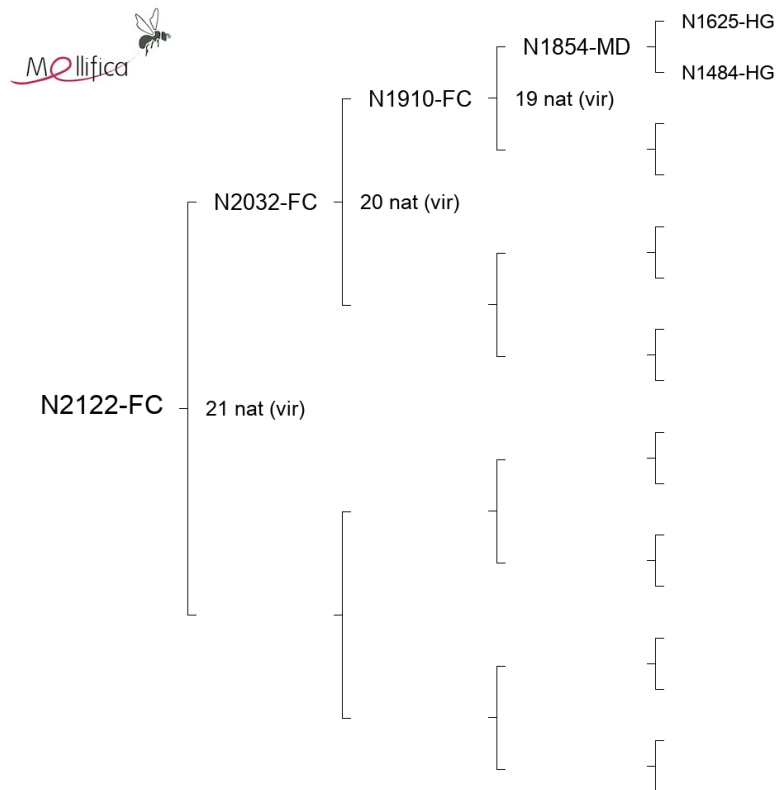 Mellifica
N1625-HG
N1854-MD
N1484-HG
N1910-FC
19 nat (vir)
N2032-FC
20 nat (vir)
N2122-FC
21 nat (vir)